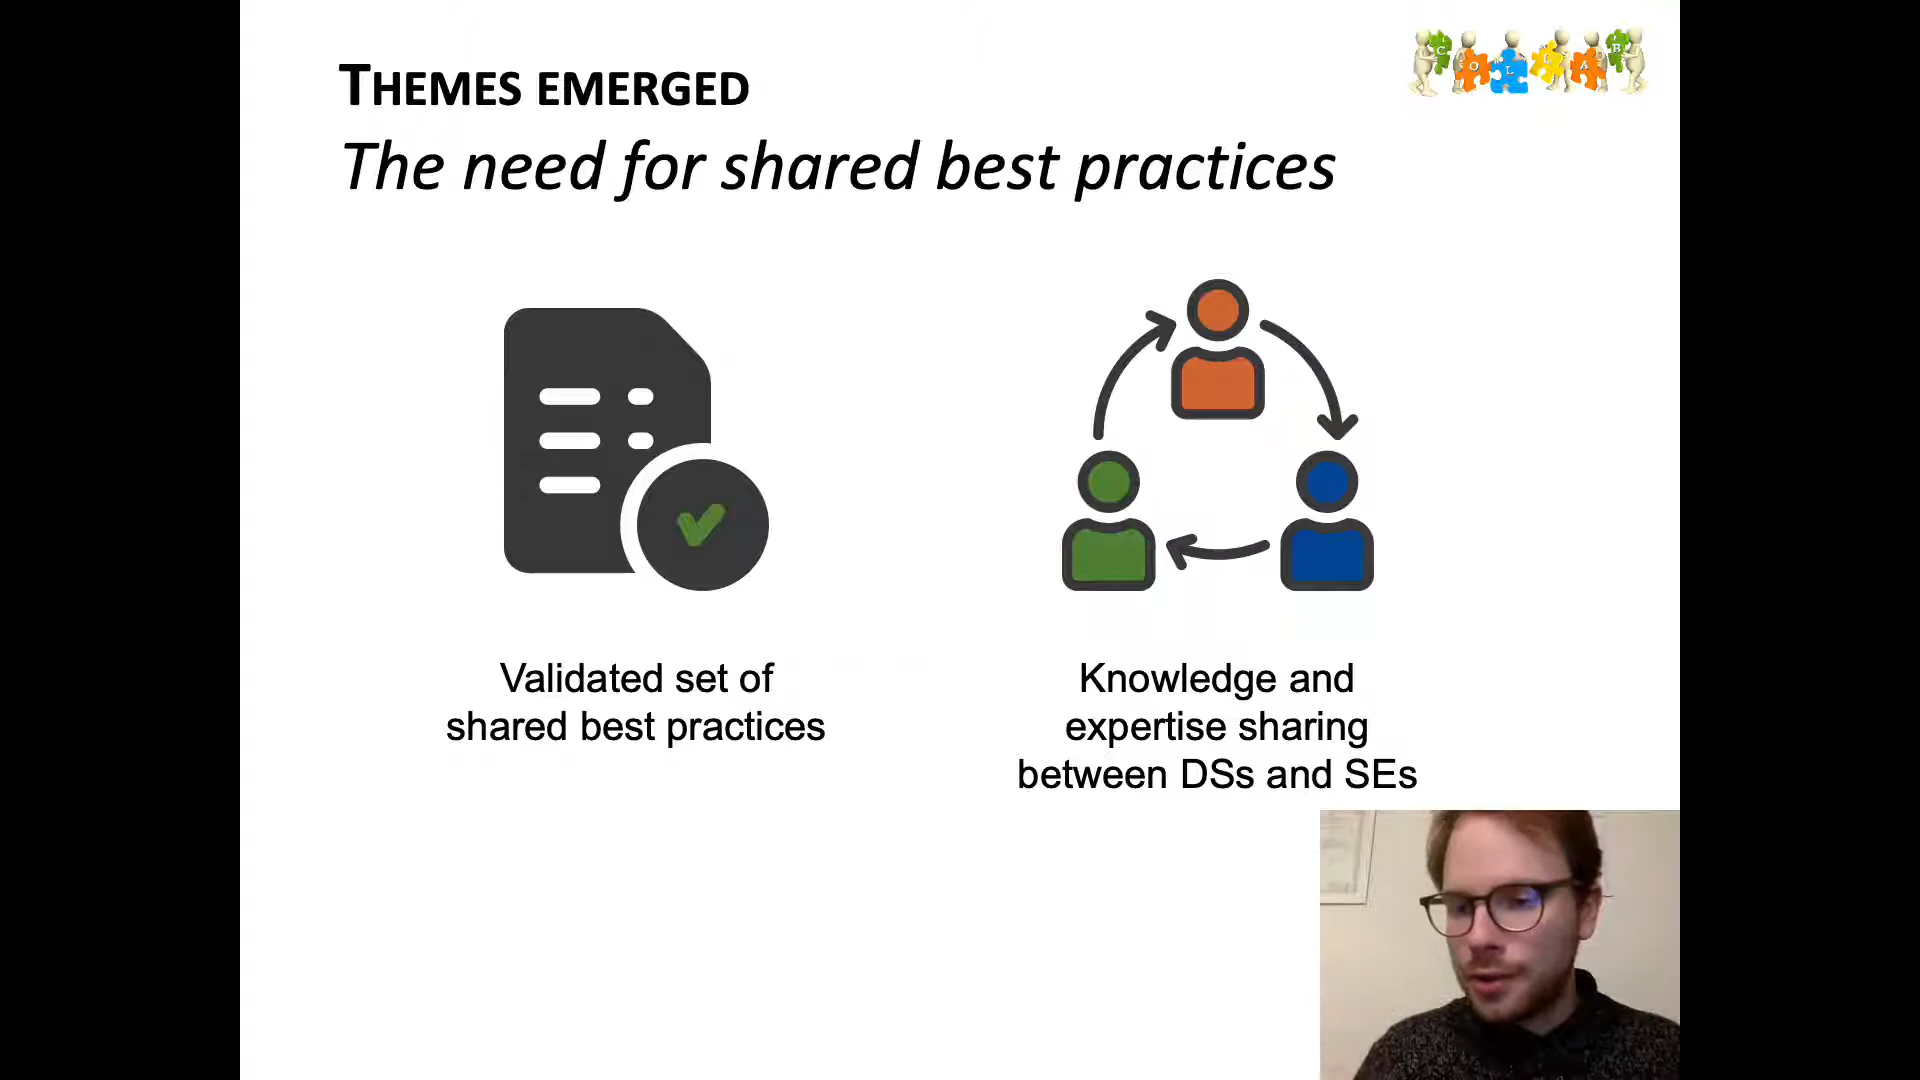 THEMES EMERGED
COLLAB
The need for shared best practices
Validated set of
shared best practices
Knowledge and
expertise sharing
between DSs and SEs